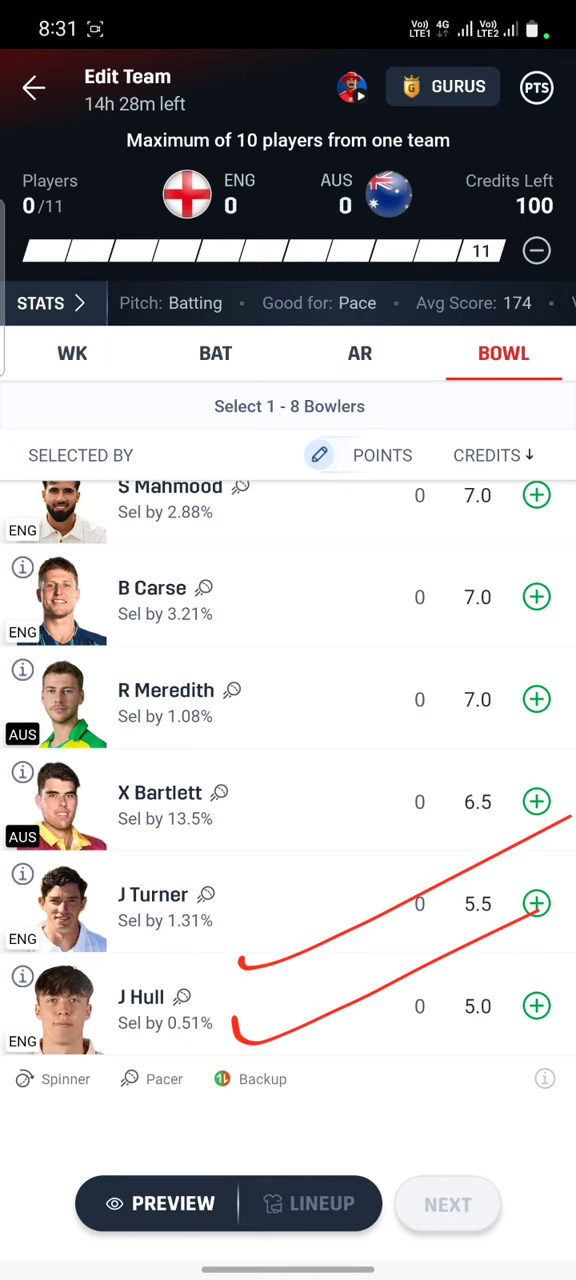 8:31 Vo) LTE1 4G Vo) LTE2
Edit Team
14h 28m left
G GURUS PTS
Maximum of 10 players from one team
Players ENG AUS Credits Left
0/11 0 0 100
11
STATS Pitch: Batting • Good for: Pace • Avg Score: 174 •
WK BAT AR BOWL
Select 1 - 8 Bowlers
SELECTED BY POINTS CREDITS↓
S Mahmood
Sel by 2.88% 0 7.0
ENG
B Carse
Sel by 3.21% 0 7.0
ENG
R Meredith
Sel by 1.08% 0 7.0
AUS
X Bartlett
Sel by 13.5% 0 6.5
AUS
J Turner
Sel by 1.31% 0 5.5
ENG
J Hull
Sel by 0.51% 0 5.0
ENG
Spinner Pacer Backup
PREVIEW LINEUP NEXT